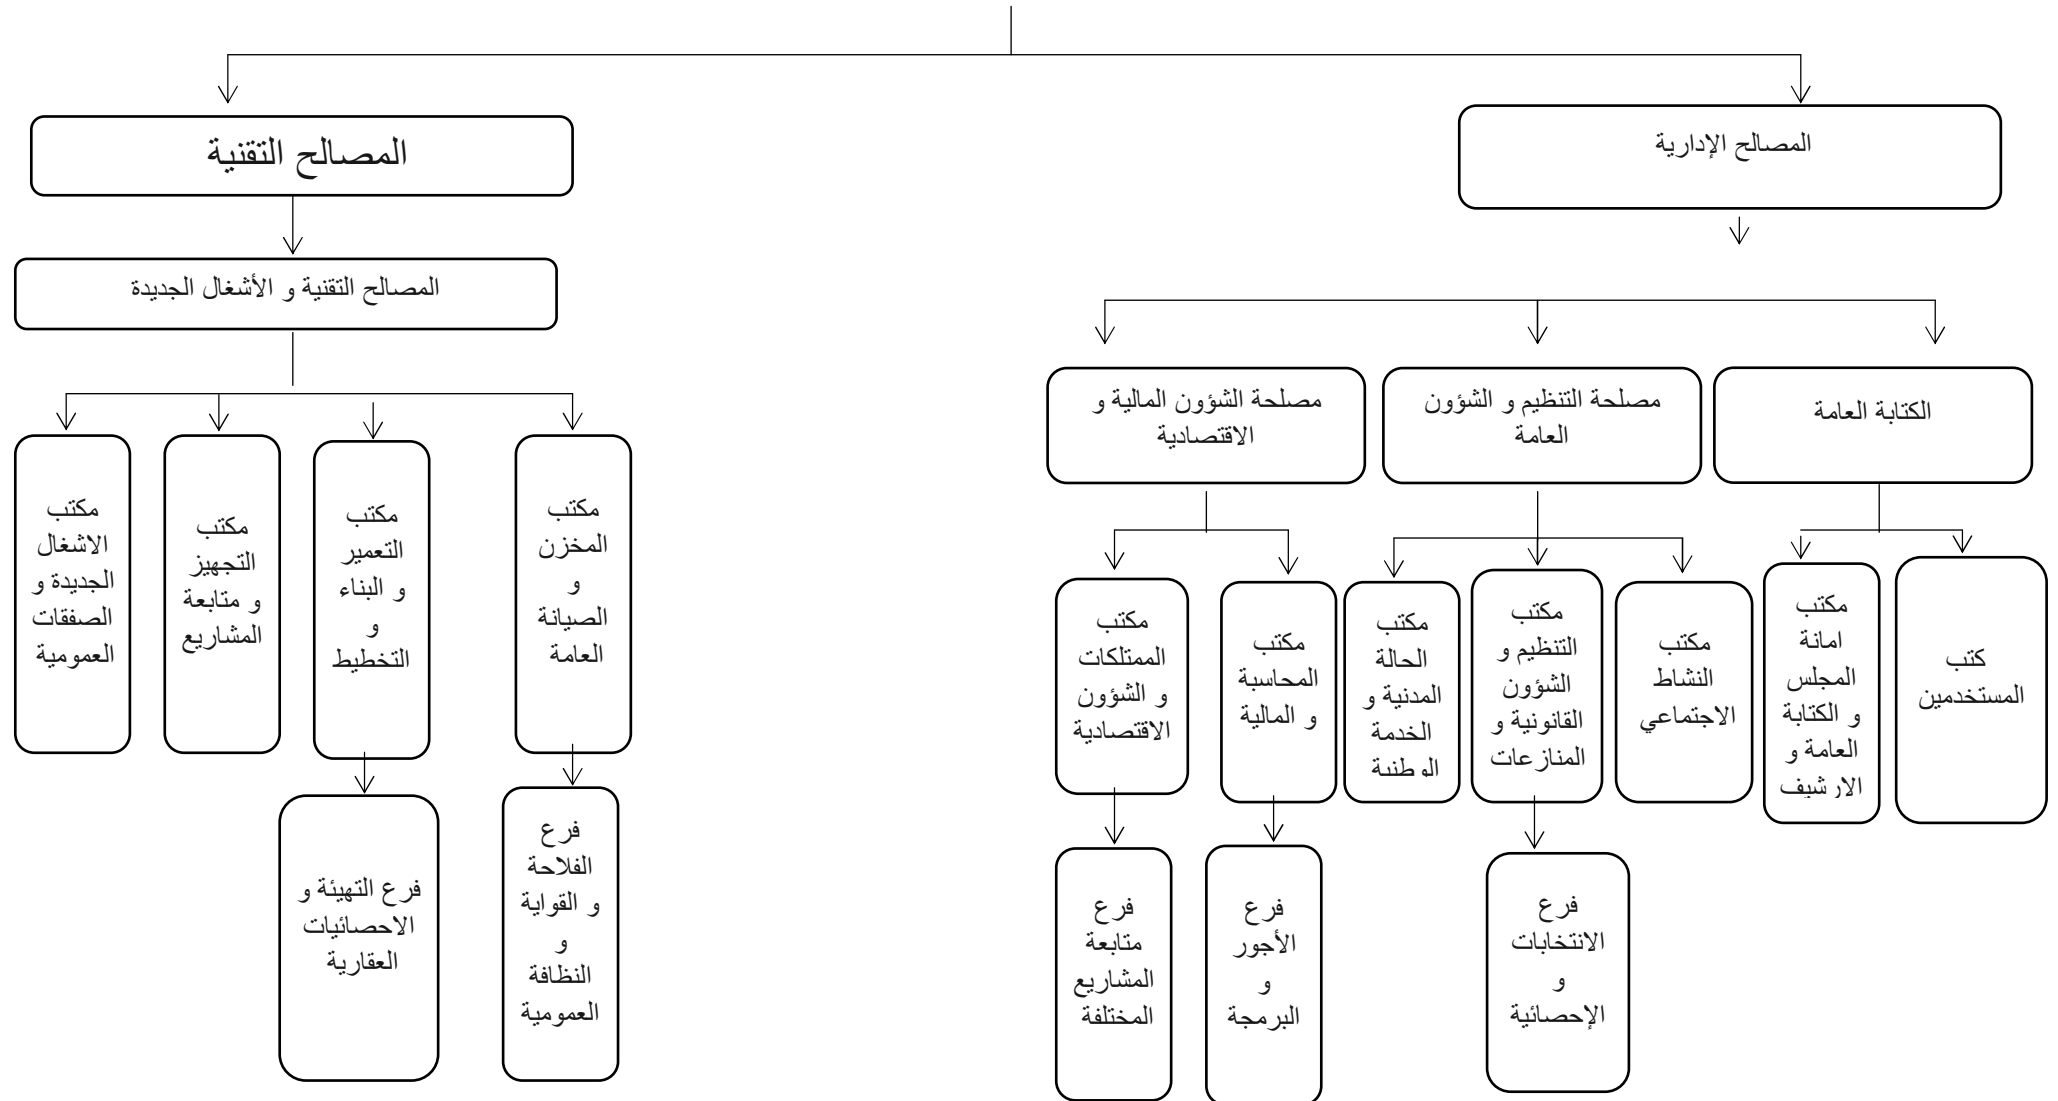 المصالح الإدارية
المصالح التقنية
المصالح التقنية و الأشغال الجديدة
الكتابة العامة
مصلحة التنظيم و الشؤون
العامة
مصلحة الشؤون المالية و
الاقتصادية
كتب
المستخدمين
مكتب
امانة
المجلس
و الكتابة
العامة و
الارشيف
مكتب
النشاط
الاجتماعي
مكتب
التنظيم و
الشؤون
القانونية و
المنازعات
مكتب
الحالة
المدنية و
الخدمة
الوطنية
مكتب
المحاسبة
و المالية
مكتب
الممتلكات
و الشؤون
الاقتصادية
مكتب
المخزن
و
الصيانة
العامة
مكتب
التعمير
و البناء
و
التخطيط
مكتب
التجهيز
و متابعة
المشاريع
مكتب
الاشغال
الجديدة و
الصفقات
العمومية
فرع
الانتخابات
و
الإحصائية
فرع
الأجور
و
البرمجة
فرع
متابعة
المشاريع
المختلفة
فرع
الفلاحة
و القواية
و
النظافة
العمومية
فرع التهيئة و
الاحصائيات
العقارية